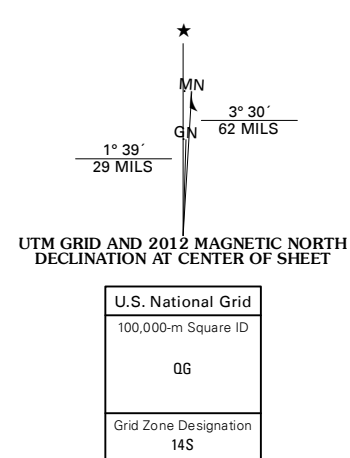 ★
MN
GN
3° 30´
62 MILS
1° 39´
29 MILS
UTM GRID AND 2012 MAGNETIC NORTH
DECLINATION AT CENTER OF SHEET
U.S. National Grid
100,000-m Square ID
QG
Grid Zone Designation
14S